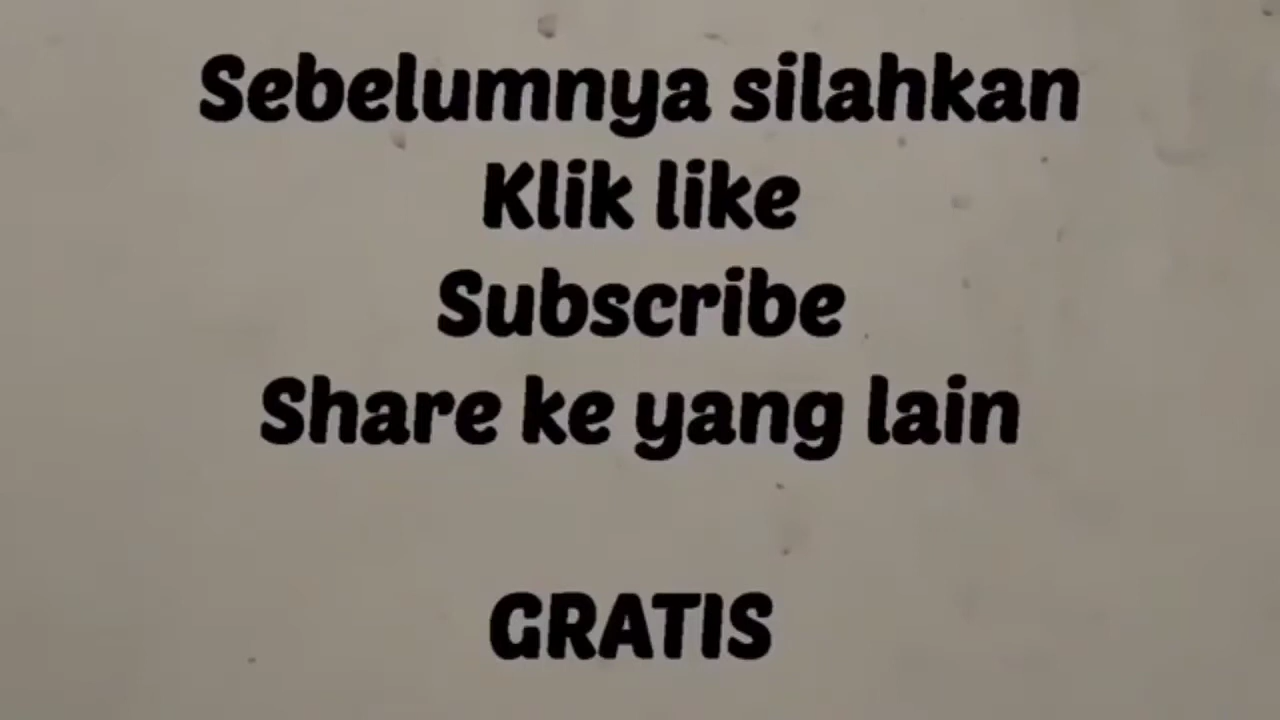 Sebelumnya silahkan
Klik like
Subscribe
Share ke yang lain
GRATIS